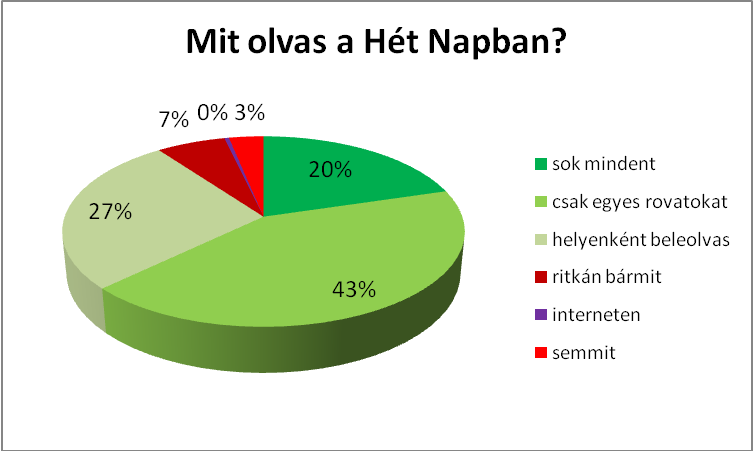 Mit olvas a Hét Napban?
7% 0% 3%
20%
27%
43%
sok mindent
csak egyes rovatokat
helyenként beleolvas
ritkán bármit
interneten
semmit